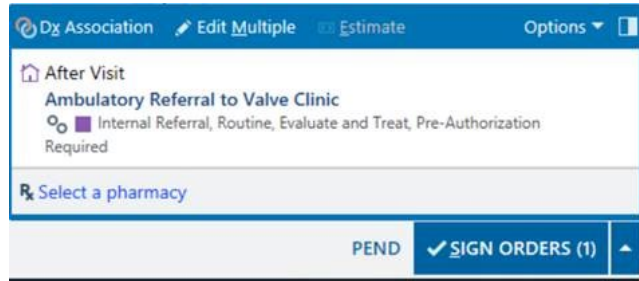 Dx Association Edit Multiple Estimate Options
After Visit
Ambulatory Referral to Valve Clinic
Internal Referral, Routine, Evaluate and Treat, Pre-Authorization
Required
Rx Select a pharmacy
PEND SIGN ORDERS (1)